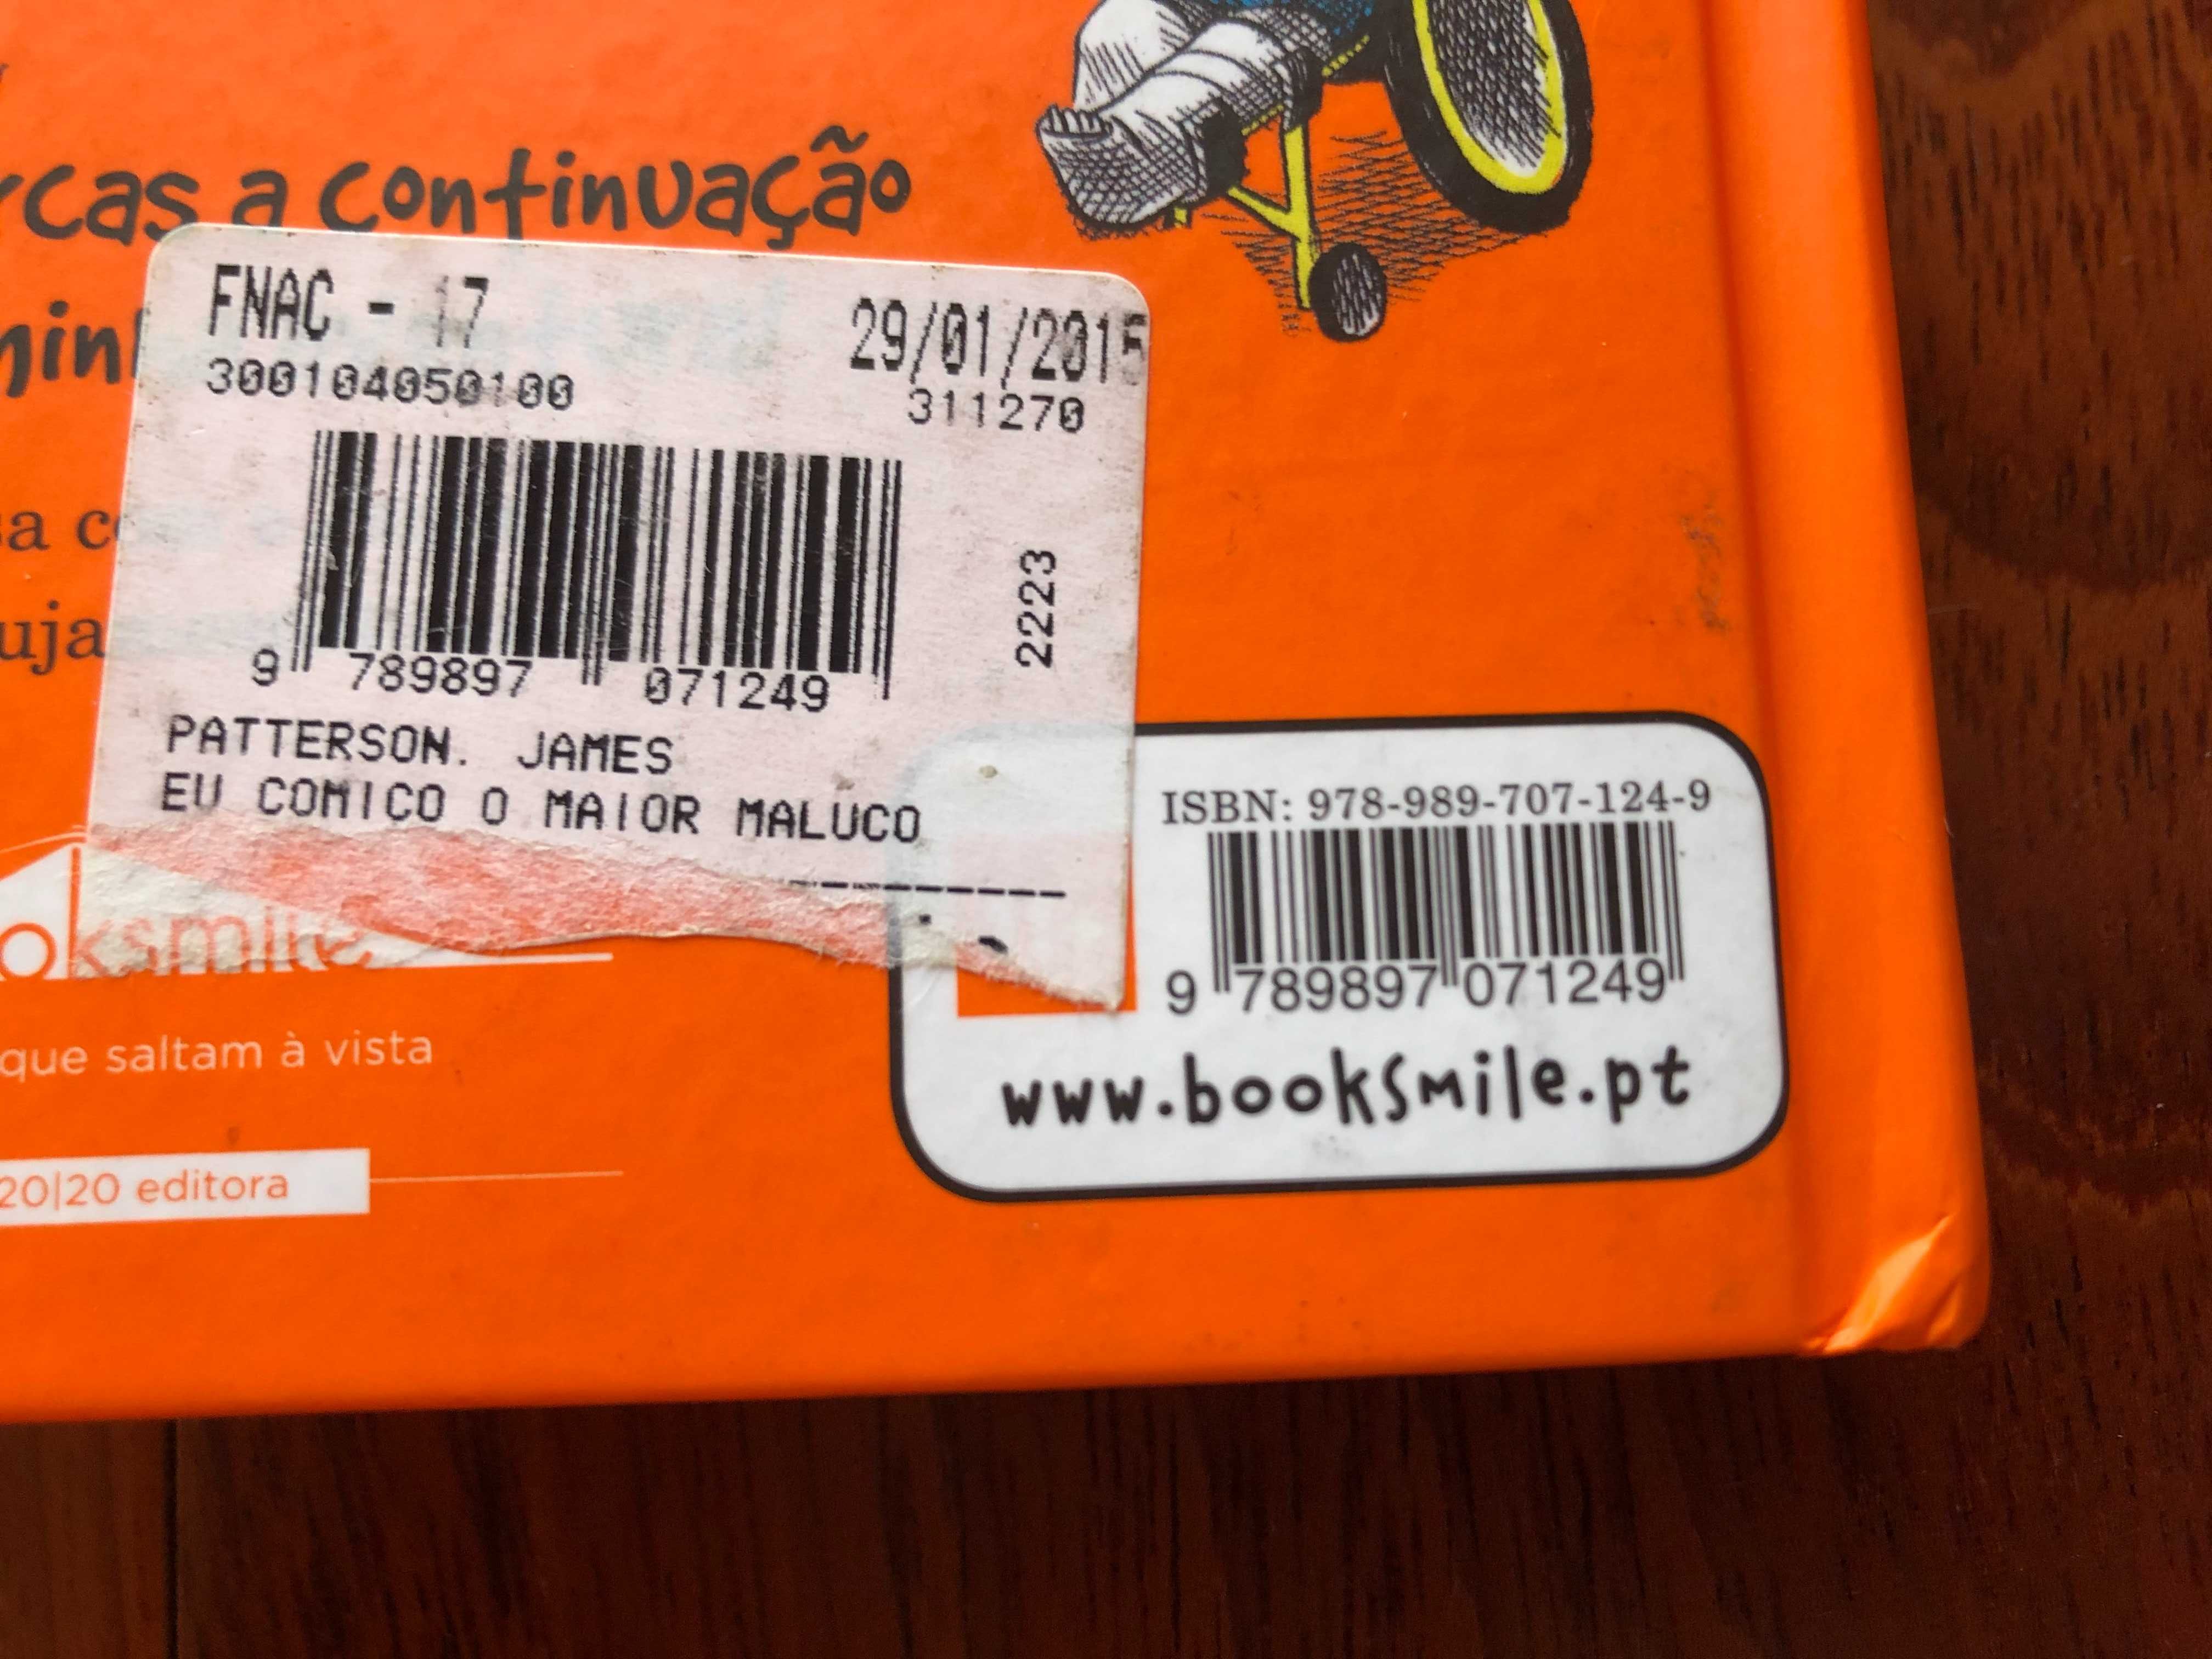 rcas a continuação
FNAC - 17
29/01/2015
300104050100
311270
9 789897 071249
2223
PATTERSON. JAMES
EU COMICO O MAIOR MALUCO
ISBN: 978-989-707-124-9
9 789897 071249
www.booksmile.pt
oksmile
que saltam à vista
20|20 editora